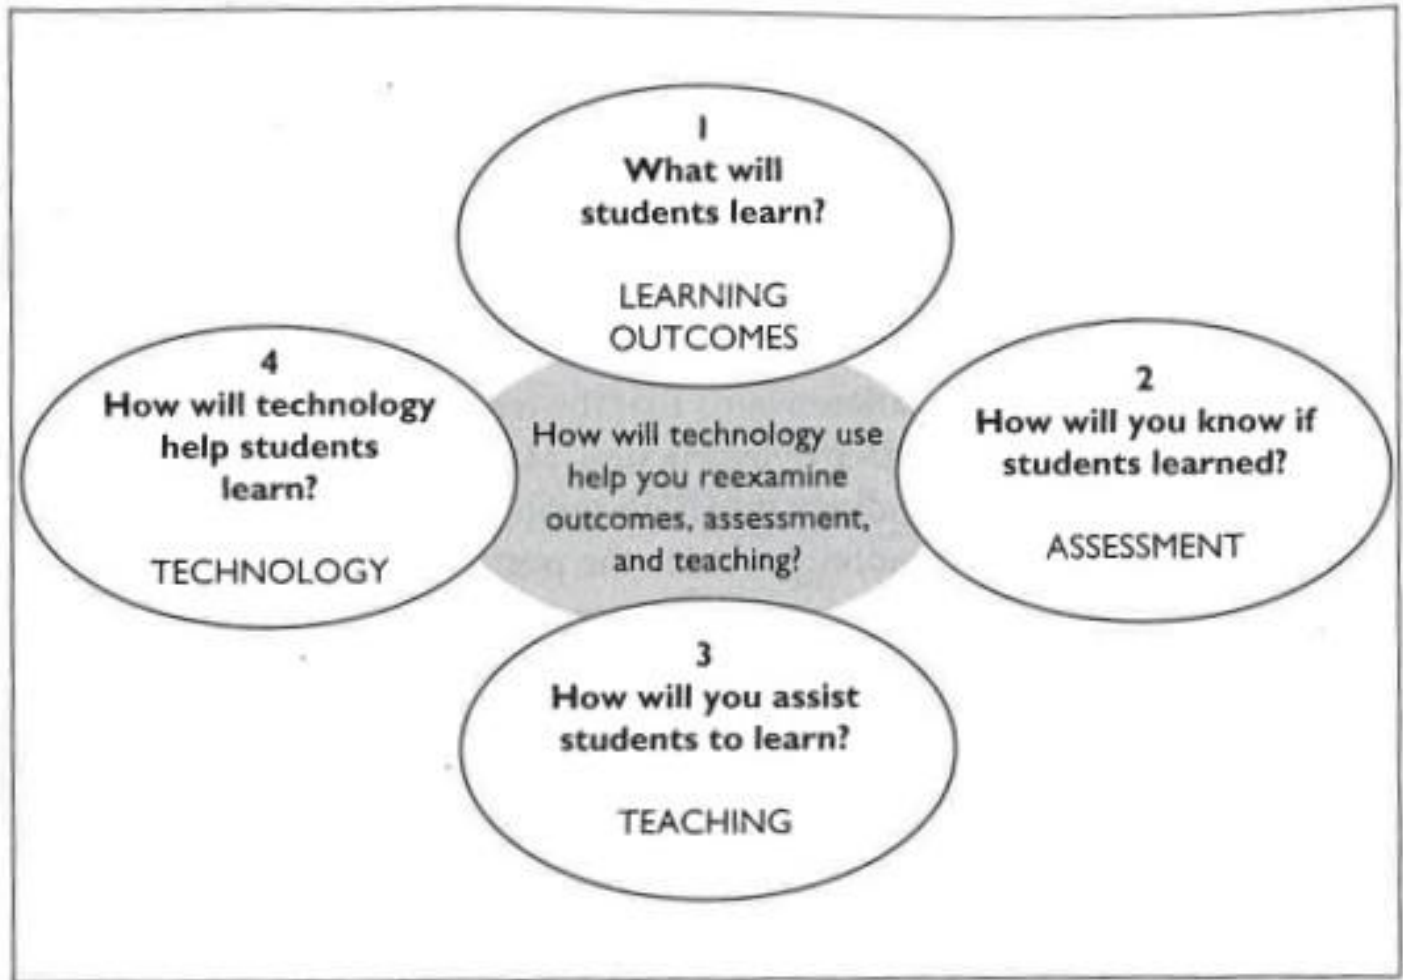 1
What will
students learn?
LEARNING
OUTCOMES
2
How will you know if
students learned?
ASSESSMENT
3
How will you assist
students to learn?
TEACHING
4
How will technology
help students
learn?
TECHNOLOGY
How will technology use
help you reexamine
outcomes, assessment,
and teaching?